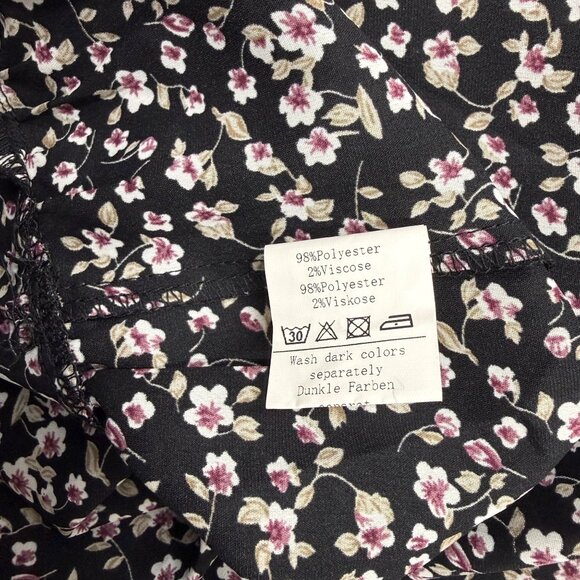 98%Polyester
2%Viscose
98%Polyester
2%Viskose
30
Wash dark colors
separately
Dunkle Farben